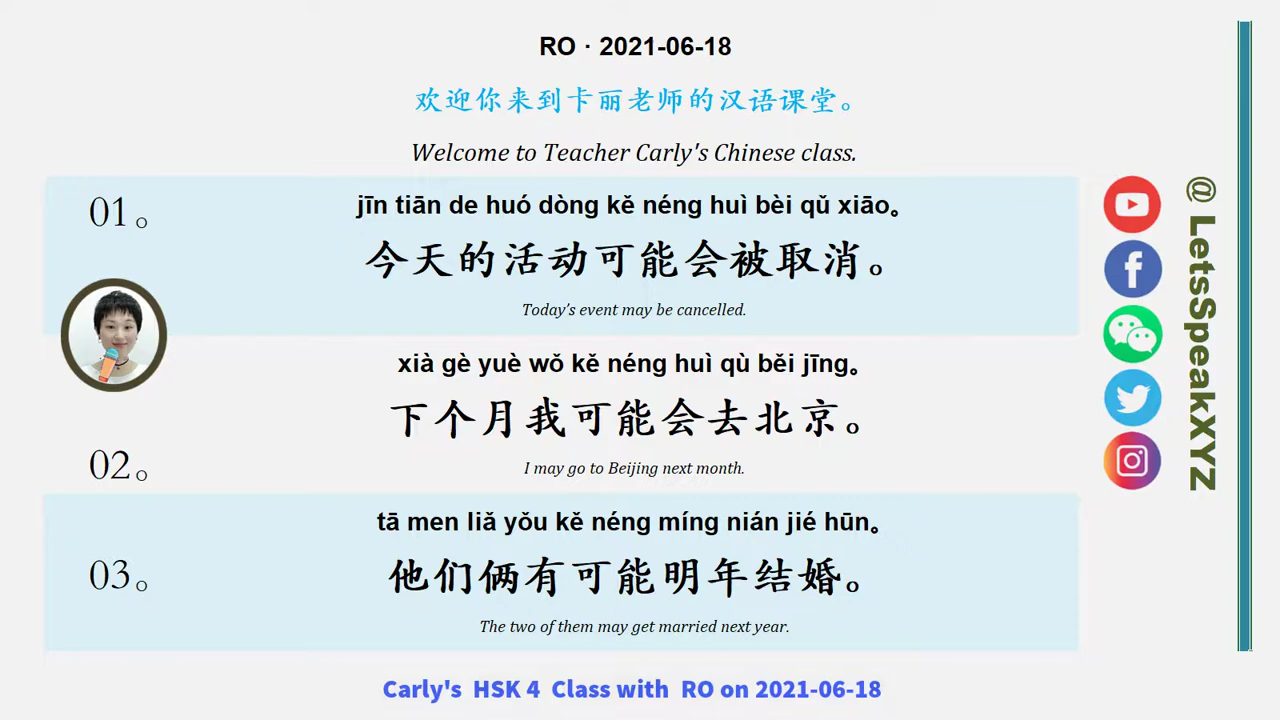 RO · 2021-06-18
欢迎你来到卡丽老师的汉语课堂。
Welcome to Teacher Carly's Chinese class.
01。
jīn tiān de huó dòng kě néng huì bèi qǔ xiāo。
今天的活动可能会被取消。
Today's event may be cancelled.
xià gè yuè wǒ kě néng huì qù běi jīng。
下个月我可能会去北京。
02。
I may go to Beijing next month.
tā men liǎ yǒu kě néng míng nián jié hūn。
03。
他们俩有可能明年结婚。
The two of them may get married next year.
Carly's HSK 4 Class with RO on 2021-06-18
@ LetsSpeakXYZ